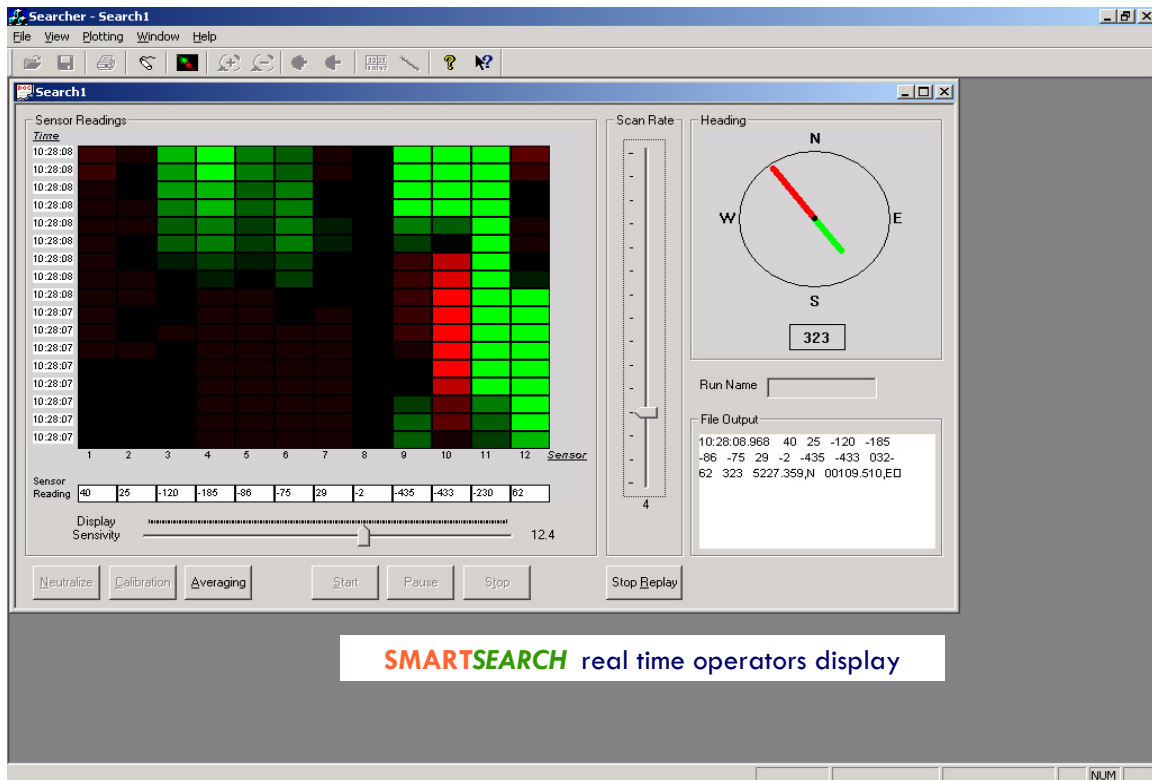 Searcher - Search1
File View Plotting Window Help
Search1
Sensor Readings
Time
10:28:08
10:28:08
10:28:08
10:28:08
10:28:08
10:28:08
10:28:08
10:28:08
10:28:08
10:28:07
10:28:07
10:28:07
10:28:07
10:28:07
10:28:07
10:28:07
10:28:07
1 2 3 4 5 6 7 8 9 10 11 12 Sensor
Sensor
Reading 40 25 -120 -185 -86 -75 29 -2 -435 -433 -230 62
Display
Sensivity 12.4
Neutralize Calibration Averaging Start Pause Stop
Scan Rate
4
Stop Replay
Heading
N
W E
S
323
Run Name
File Output
10:28:08.968 40 25 -120 -185
-86 -75 29 -2 -435 -433 032-
62 323 5227.359,N 00109.510,E
SMARTSEARCH real time operators display
NUM